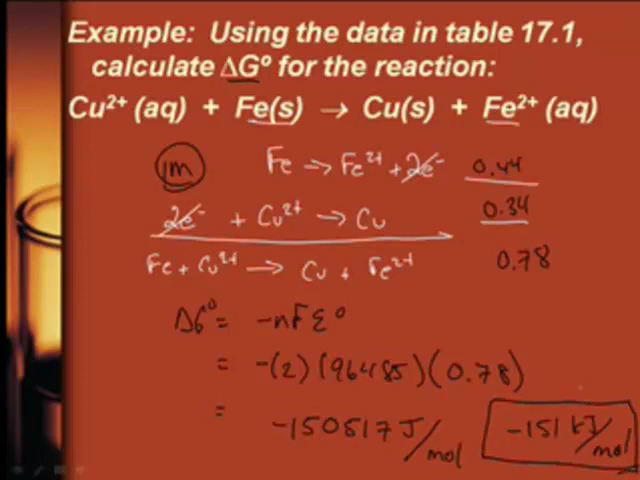 Example: Using the data in table 17.1,
calculate ΔGº for the reaction:
Cu²⁺ (aq) + Fe(s) → Cu(s) + Fe²⁺ (aq)
1m Fe → Fe²⁺ + 2e⁻ 0.44
2e⁻ + Cu²⁺ → Cu 0.34
Fe + Cu²⁺ → Cu + Fe²⁺ 0.78
ΔG° = -nFℰ°
= -(2)(96485)(0.78)
= -150517 J/mol -151 kJ/mol